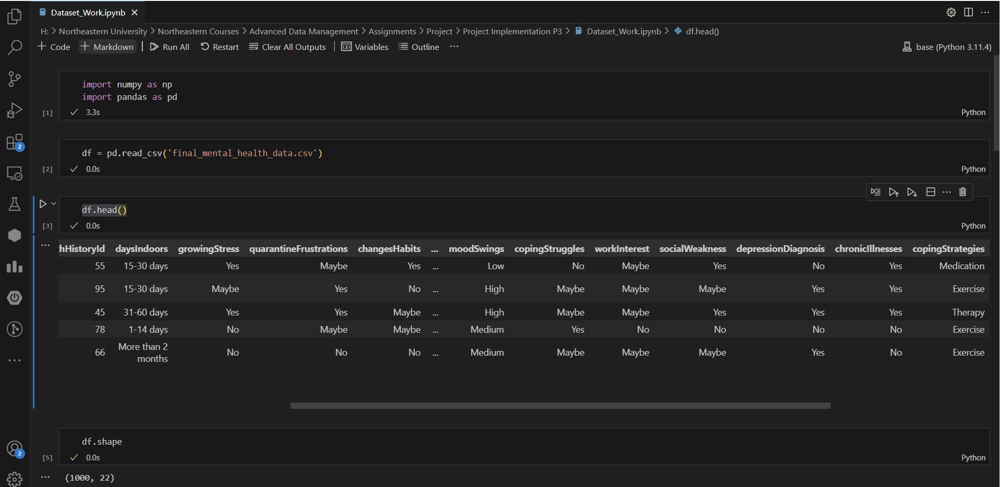 Dataset_Work.ipynb
H: > Northeastern University > Northeastern Courses > Advanced Data Management > Assignments > Project > Project Implementation P3 > Dataset_Work.ipynb > df.head()
+ Code + Markdown | Run All Restart Clear All Outputs | Variables Outline ...
base (Python 3.11.4)
import numpy as np
import pandas as pd
[1] 3.3s Python
df = pd.read_csv('final_mental_health_data.csv')
[2] 0.0s Python
df.head()
[3] 0.0s Python
hHistoryId daysIndoors growingStress quarantineFrustrations changesHabits ... moodSwings copingStruggles workInterest socialWeakness depressionDiagnosis chronicIllnesses copingStrategies
55 15-30 days Yes Maybe Yes ... Low No Maybe Yes No Yes Medication
95 15-30 days Maybe Yes No ... High Maybe Maybe Maybe Yes Yes Exercise
45 31-60 days Yes Yes Maybe ... High Maybe Maybe Yes Yes Yes Therapy
78 1-14 days No Maybe Maybe ... Medium Yes No No No No Exercise
66 More than 2 months No No No ... Medium Maybe Maybe Maybe Yes No Exercise
df.shape
[5] 0.0s Python
(1000, 22)
2
2